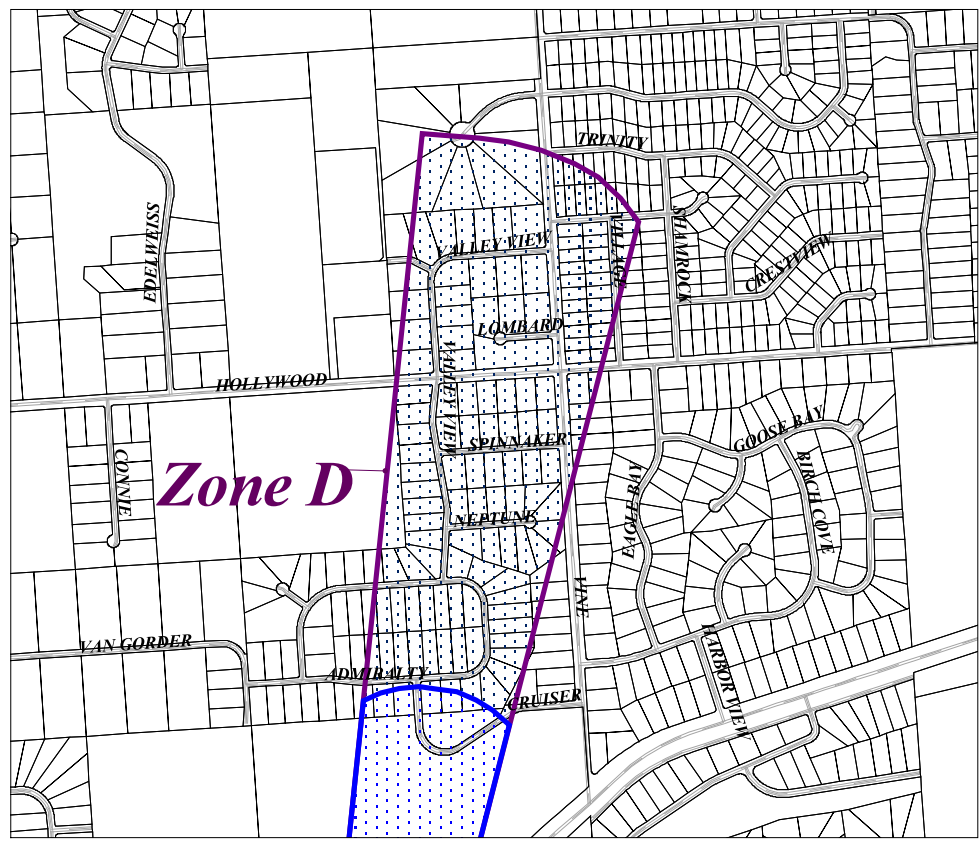 TRINITY
EDELWEISS
VALLEY VIEW
VILLAGE
SHAMROCK
CRESTVIEW
LOMBARD
HOLLYWOOD
VALLEY VIEW
GOOSE BAY
SPINNAKER
CONNIE
Zone D
EAGLE BAY
BIRCH COVE
NEPTUNE
VINE
VAN GORDER
ADMIRALTY
HARBOR VIEW
CRUISER